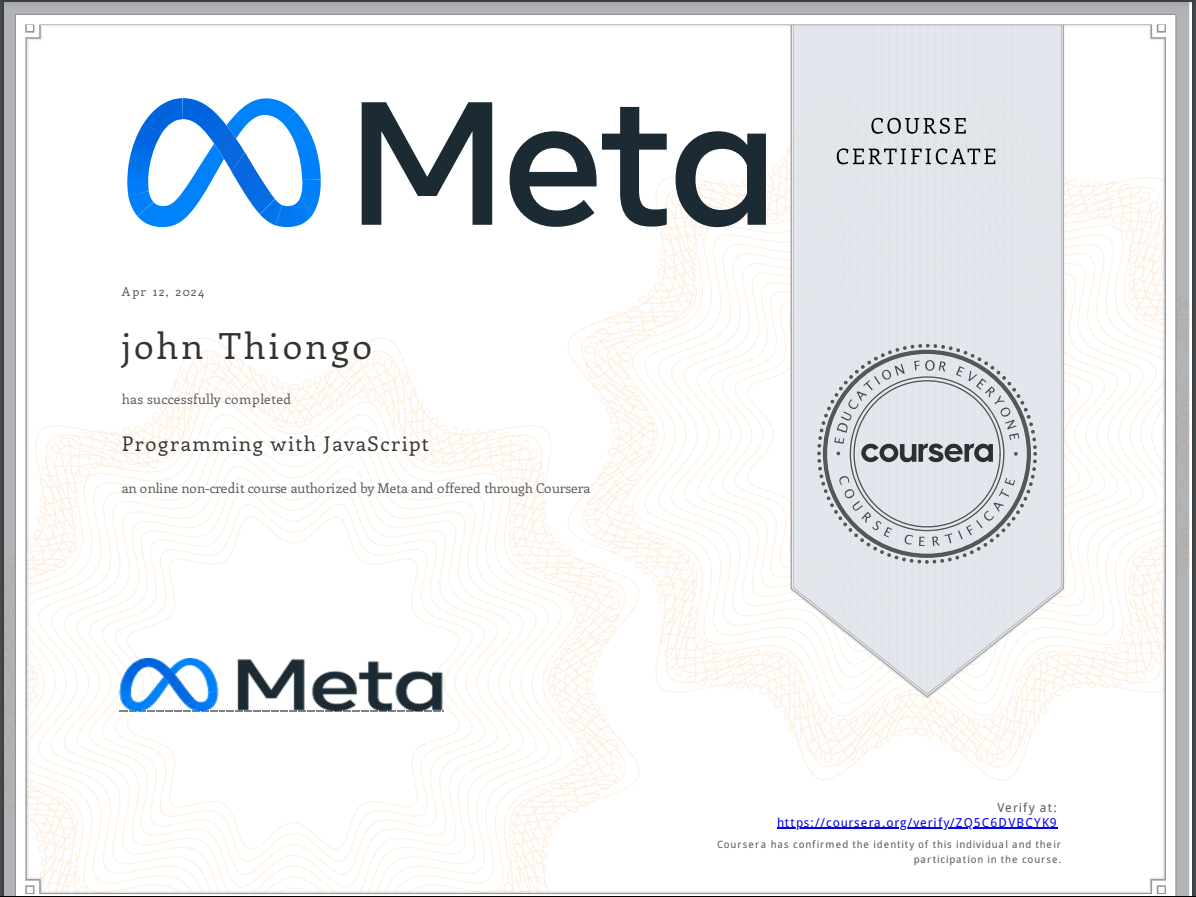 Meta
COURSE
CERTIFICATE
Apr 12, 2024
john Thiongo
has successfully completed
Programming with JavaScript
an online non-credit course authorized by Meta and offered through Coursera
EDUCATION FOR EVERYONE
coursera
COURSE CERTIFICATE
Meta
Verify at:
https://coursera.org/verify/ZQ5C6DVBCYK9
Coursera has confirmed the identity of this individual and their
participation in the course.